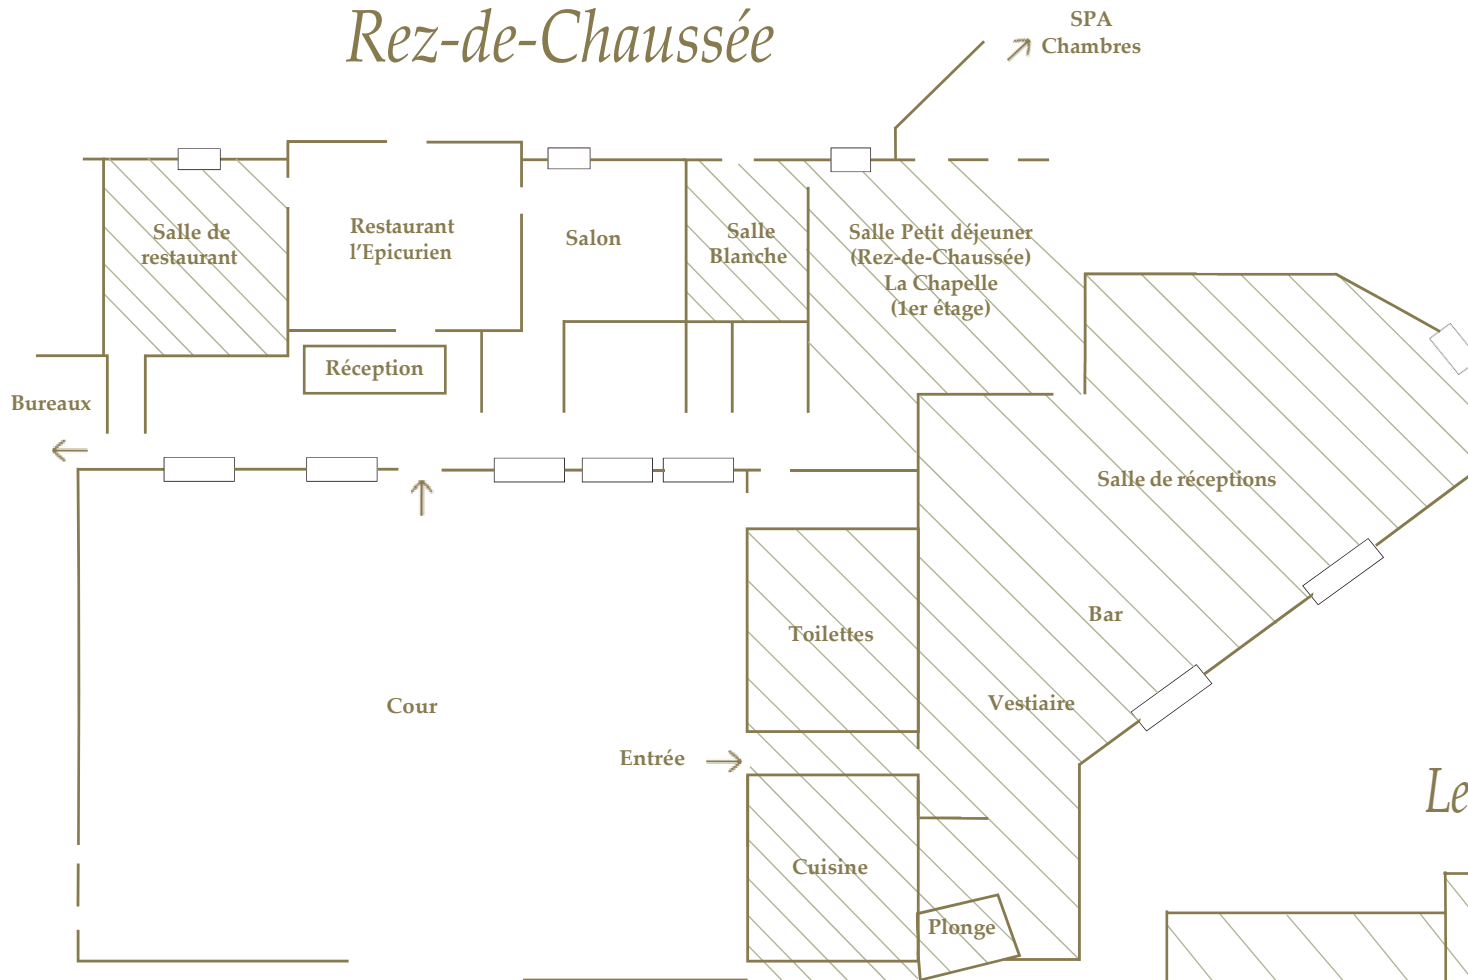 Rez-de-Chaussée
SPA
Chambres
Salle de
restaurant
Restaurant
l'Epicurien
Salon
Salle
Blanche
Salle Petit déjeuner
(Rez-de-Chaussée)
La Chapelle
(1er étage)
Réception
Bureaux
Salle de réceptions
Bar
Toilettes
Vestiaire
Cour
Entrée
Le
Cuisine
Plonge